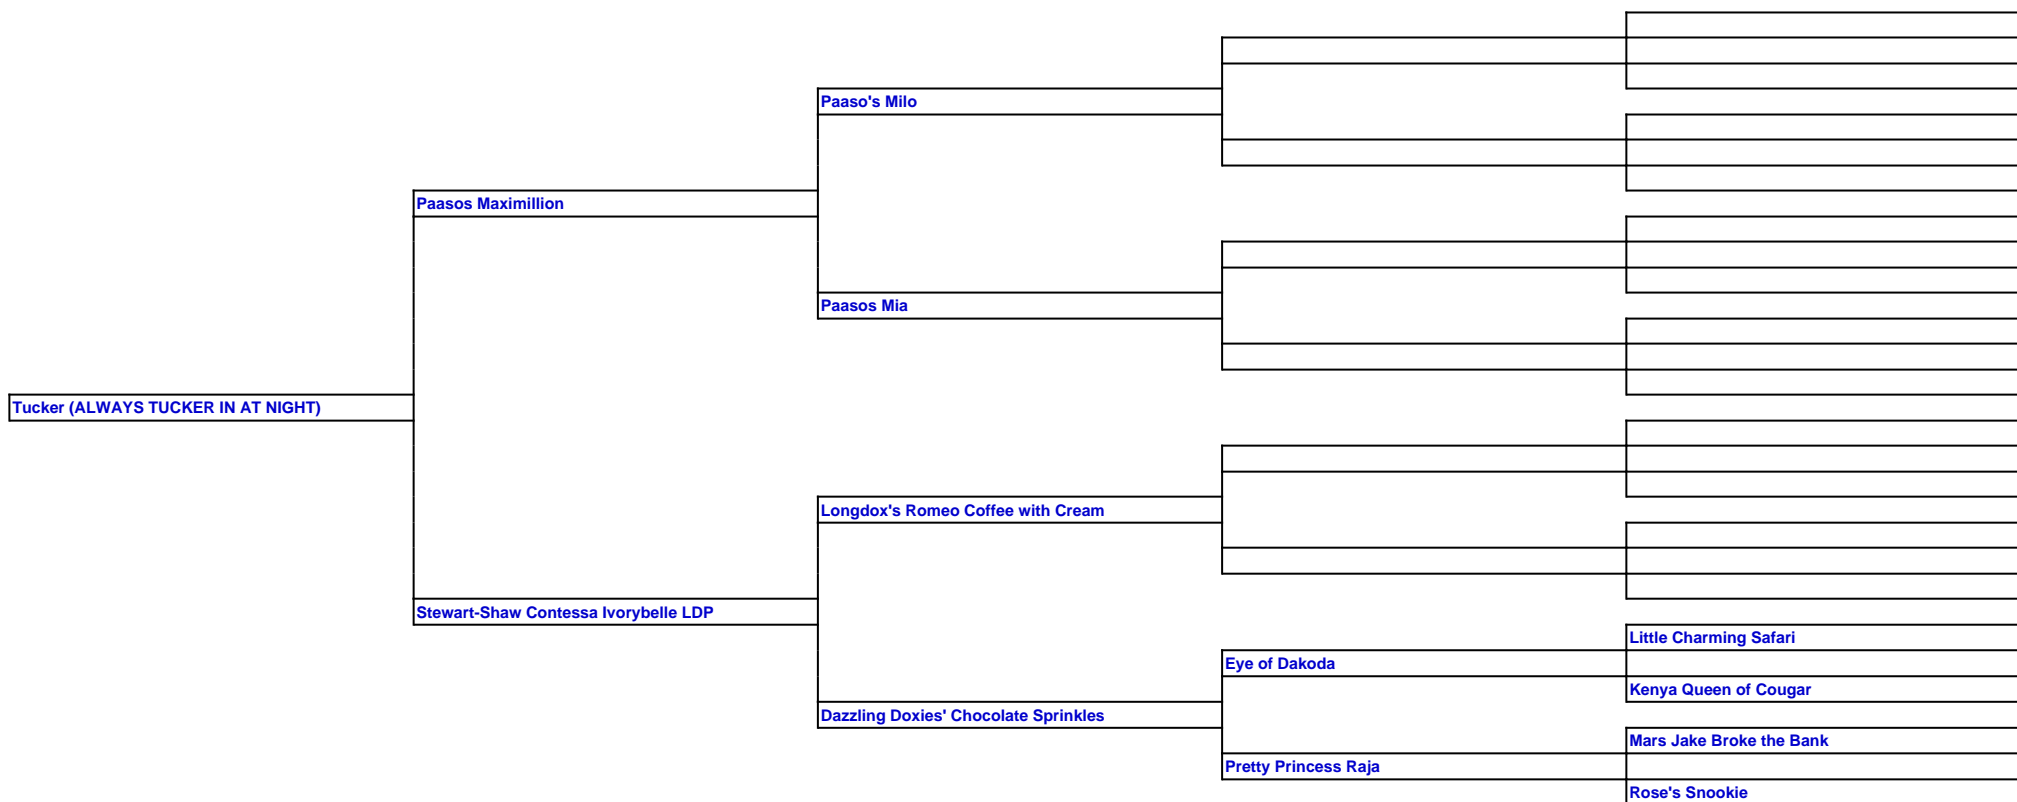 Paaso's Milo
Paasos Maximillion
Paasos Mia
Tucker (ALWAYS TUCKER IN AT NIGHT)
Longdox's Romeo Coffee with Cream
Stewart-Shaw Contessa Ivorybelle LDP
Little Charming Safari
Eye of Dakoda
Kenya Queen of Cougar
Dazzling Doxies' Chocolate Sprinkles
Mars Jake Broke the Bank
Pretty Princess Raja
Rose's Snookie